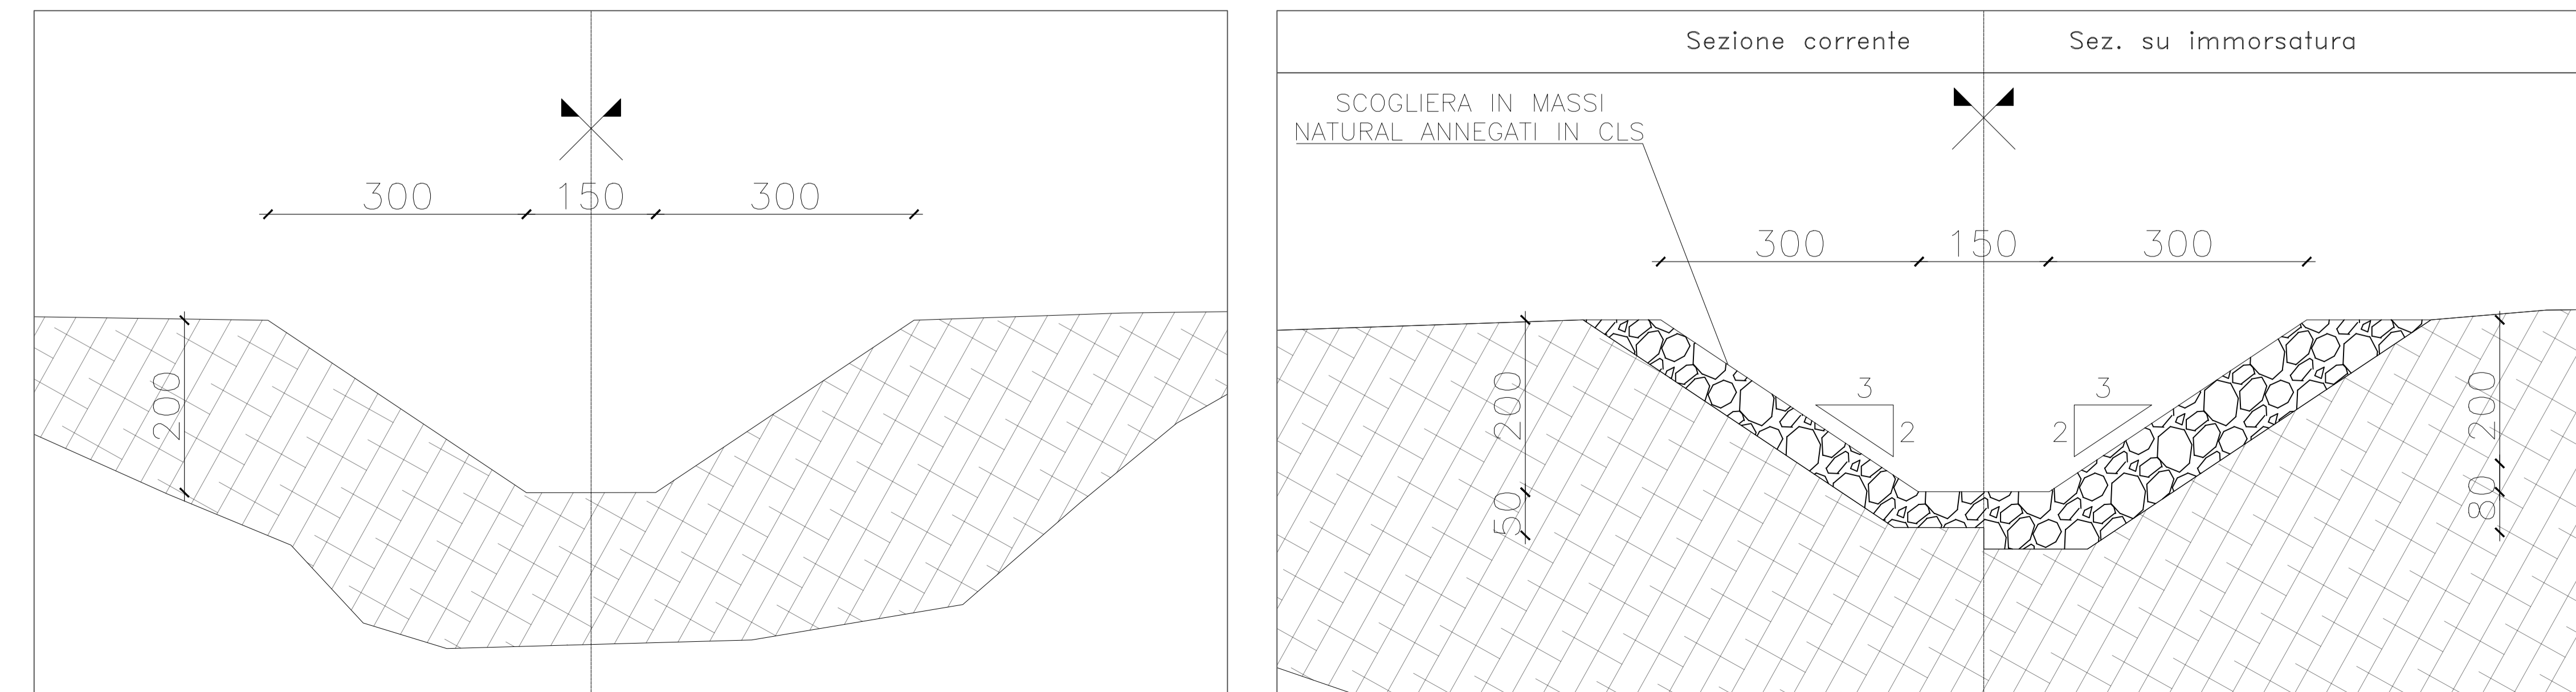 300 150 300
200
Sezione corrente Sez. su immorsatura
SCOGLIERA IN MASSI
NATURAL ANNEGATI IN CLS
300 150 300
200
50
3
2
3
2
200
80